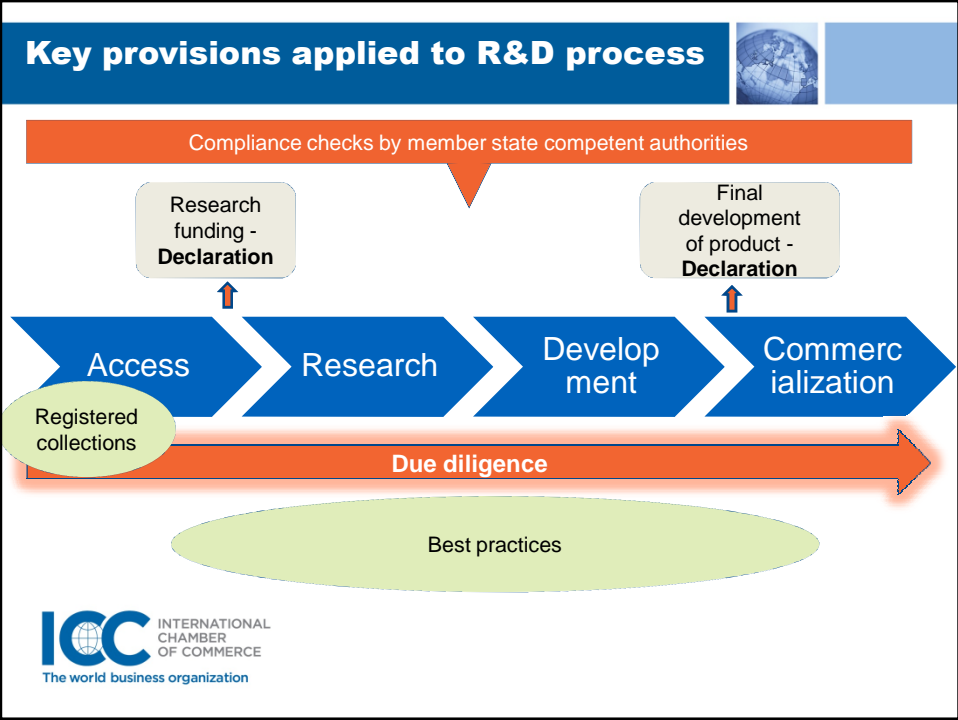 Key provisions applied to R&D process
Compliance checks by member state competent authorities
Research
funding -
Declaration
Final
development
of product -
Declaration
Access
Research
Develop
ment
Commerc
ialization
Registered
collections
Due diligence
Best practices
ICC
INTERNATIONAL
CHAMBER
OF COMMERCE
The world business organization